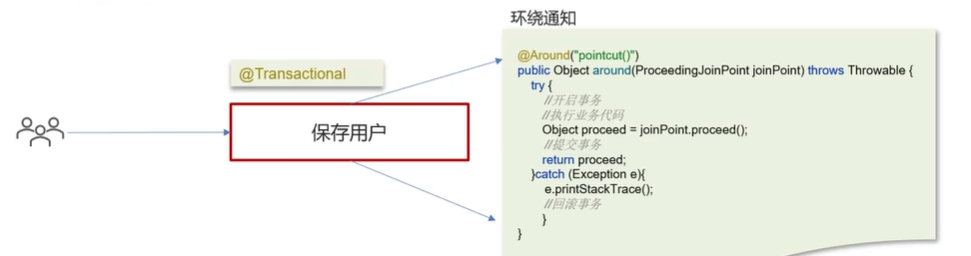 环绕通知
@Transactional
保存用户
@Around("pointcut()")
public Object around(ProceedingJoinPoint joinPoint) throws Throwable {
try {
//开启事务
//执行业务代码
Object proceed = joinPoint.proceed();
//提交事务
return proceed;
}catch (Exception e){
e.printStackTrace();
//回滚事务
}
}